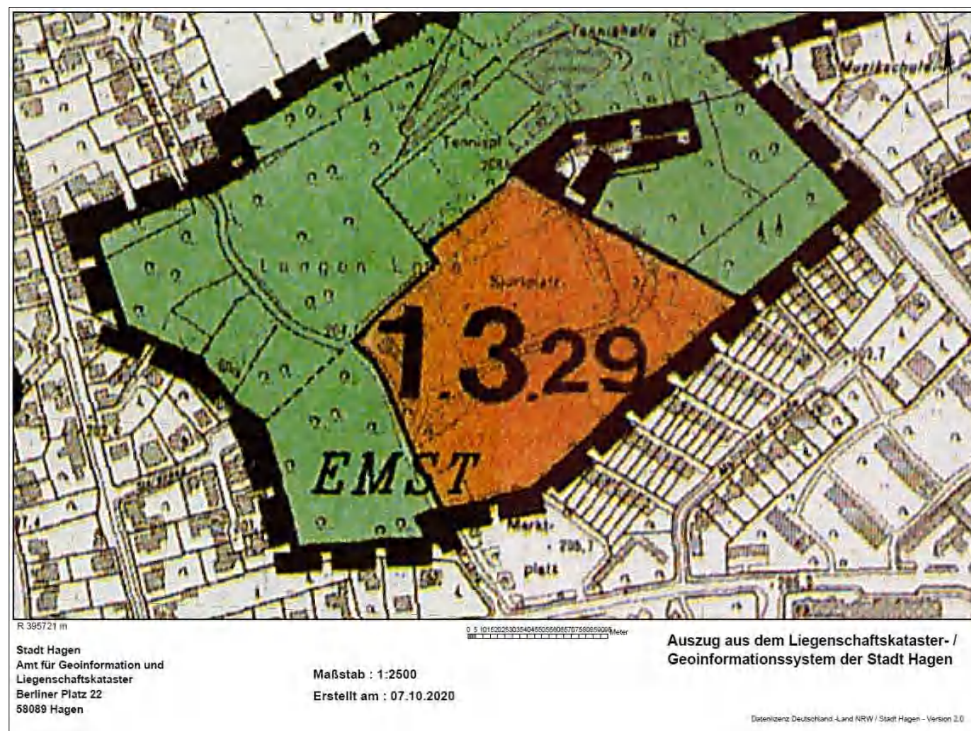 Tennishalle
Musikschule
Tennispl.
Lungen
Sportplatz
1.3.29
EMST
Markt-
platz
R 395721 m
Meter
Stadt Hagen
Amt für Geoinformation und
Liegenschaftskataster
Berliner Platz 22
58089 Hagen
Maßstab : 1:2500
Erstellt am : 07.10.2020
Auszug aus dem Liegenschaftskataster- /
Geoinformationssystem der Stadt Hagen
Datenlizenz Deutschland -Land NRW / Stadt Hagen - Version 2.0